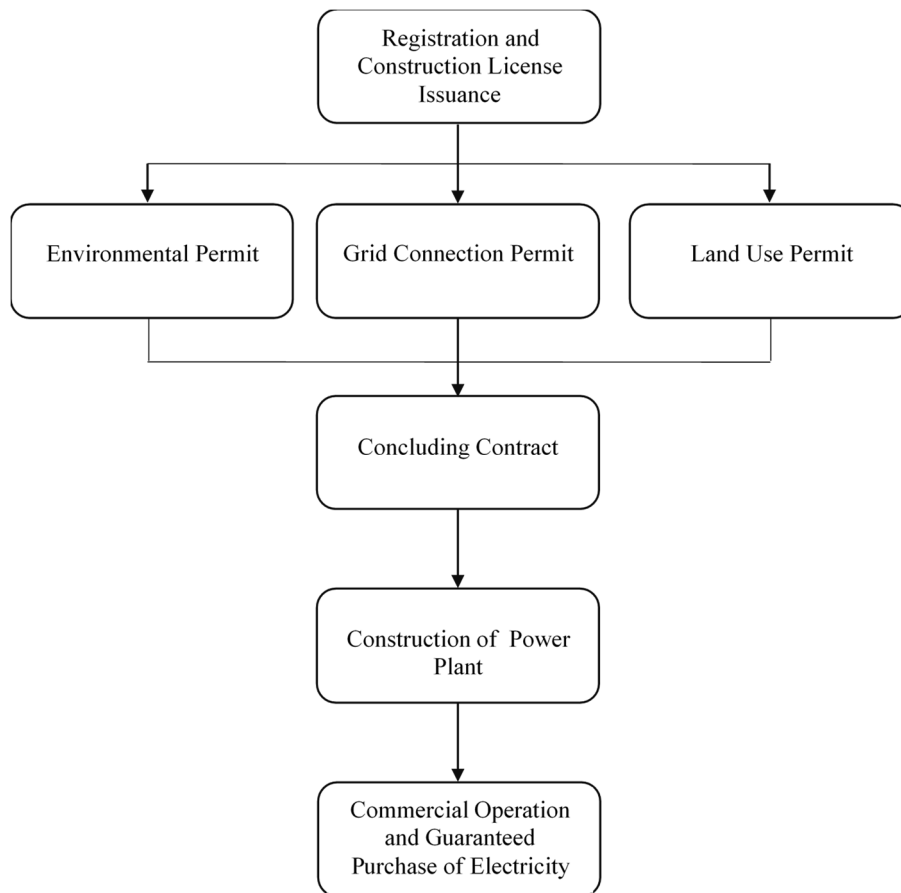 Registration and
Construction License
Issuance
Environmental Permit
Grid Connection Permit
Land Use Permit
Concluding Contract
Construction of Power
Plant
Commercial Operation
and Guaranteed
Purchase of Electricity